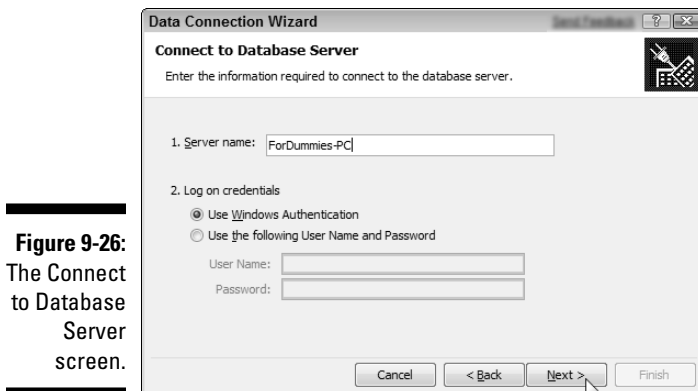 Data Connection Wizard
Send Feedback
Connect to Database Server
Enter the information required to connect to the database server.
1. Server name: ForDummies-PC
2. Log on credentials
Use Windows Authentication
Use the following User Name and Password
User Name:
Password:
Cancel < Back Next > Finish
Figure 9-26:
The Connect
to Database
Server
screen.